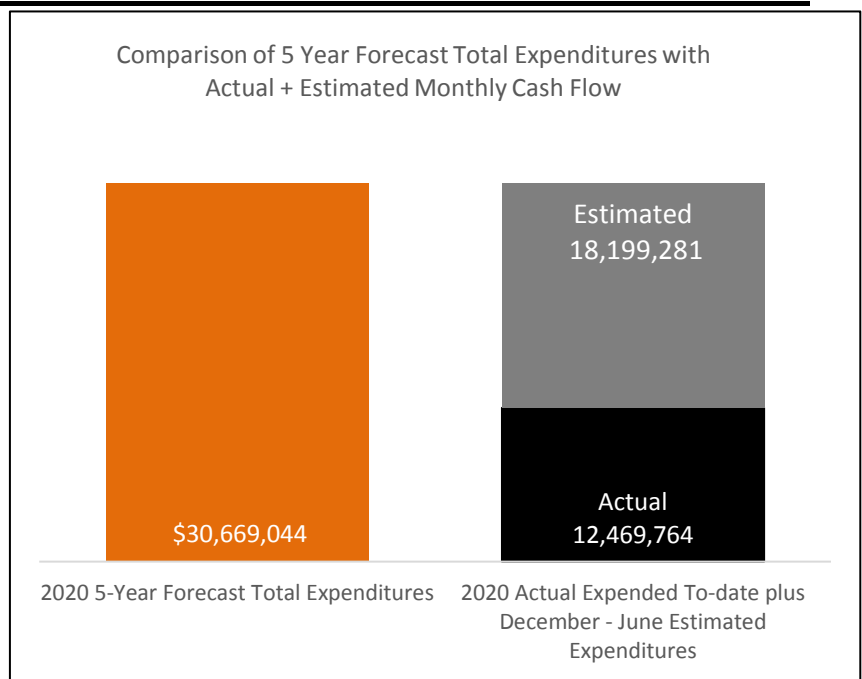 Comparison of 5 Year Forecast Total Expenditures with
Actual + Estimated Monthly Cash Flow
Estimated
18,199,281
Actual
12,469,764
$30,669,044
2020 5-Year Forecast Total Expenditures
2020 Actual Expended To-date plus
December - June Estimated
Expenditures